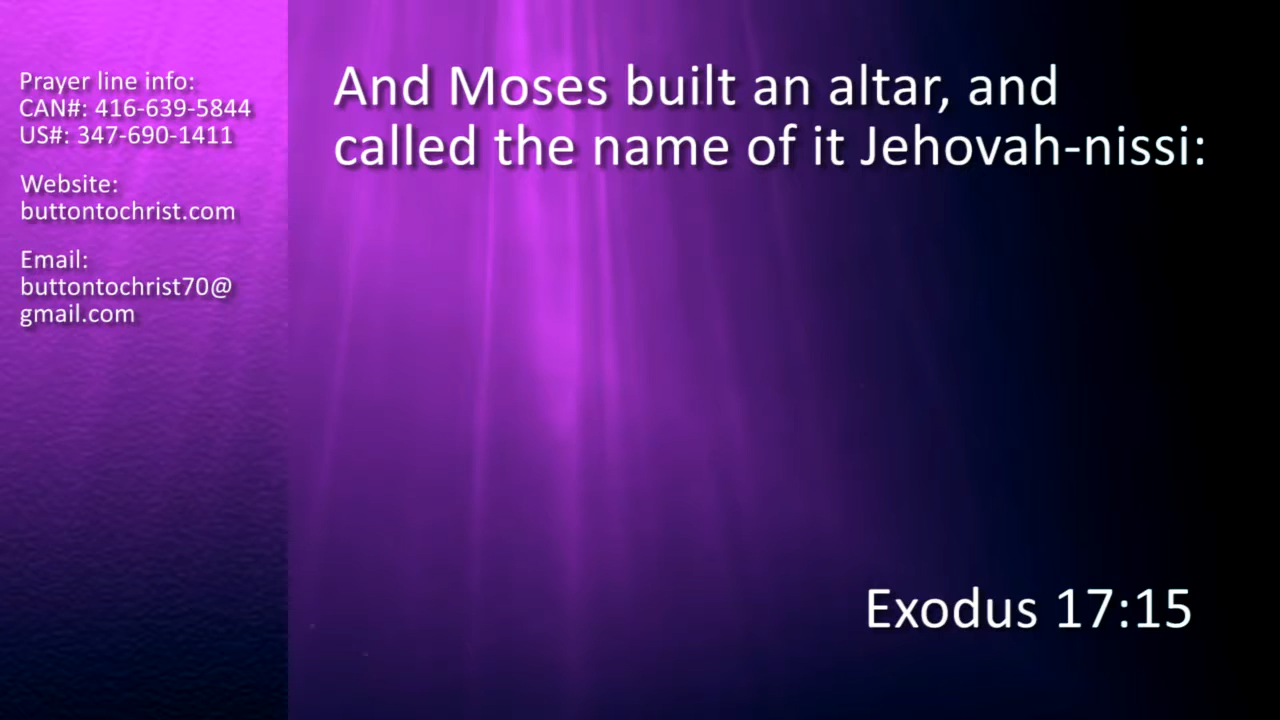 Prayer line info:
CAN#: 416-639-5844
US#: 347-690-1411
Website:
buttontochrist.com
Email:
buttontochrist70@
gmail.com
And Moses built an altar, and
called the name of it Jehovah-nissi:
Exodus 17:15